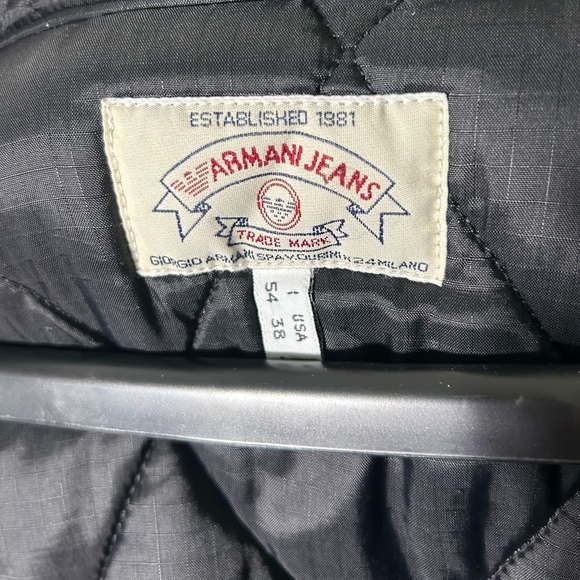 ESTABLISHED 1981
ARMANI JEANS
TRADE MARK
GIORGIO ARMANI SPA V. DURINI N 24 MILANO
I USA
54 38